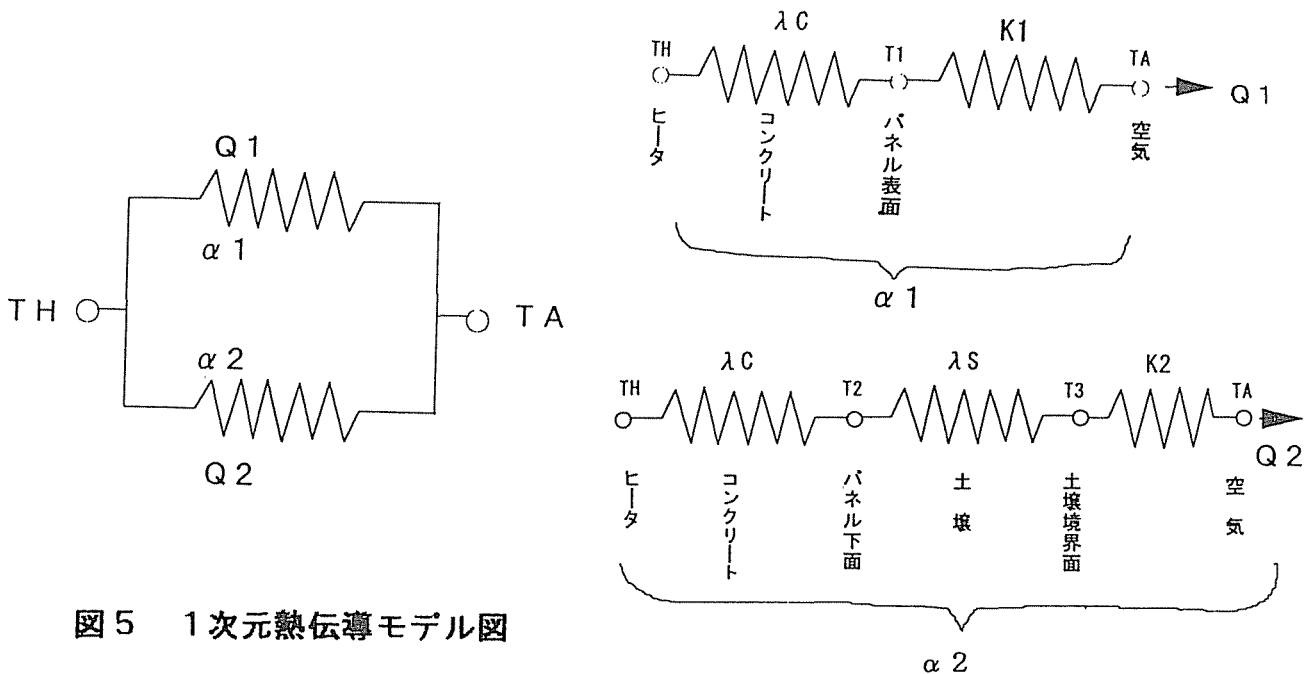 Q1
α1
TH
TA
α2
Q2
図5 1次元熱伝導モデル図
λC
K1
TH
T1
TA
Q1
ヒータ
コンクリート
パネル表面
空気
α1
λC
λS
K2
TH
T2
T3
TA
Q2
ヒータ
コンクリート
パネル下面
土壌
土壌境界面
空気
α2